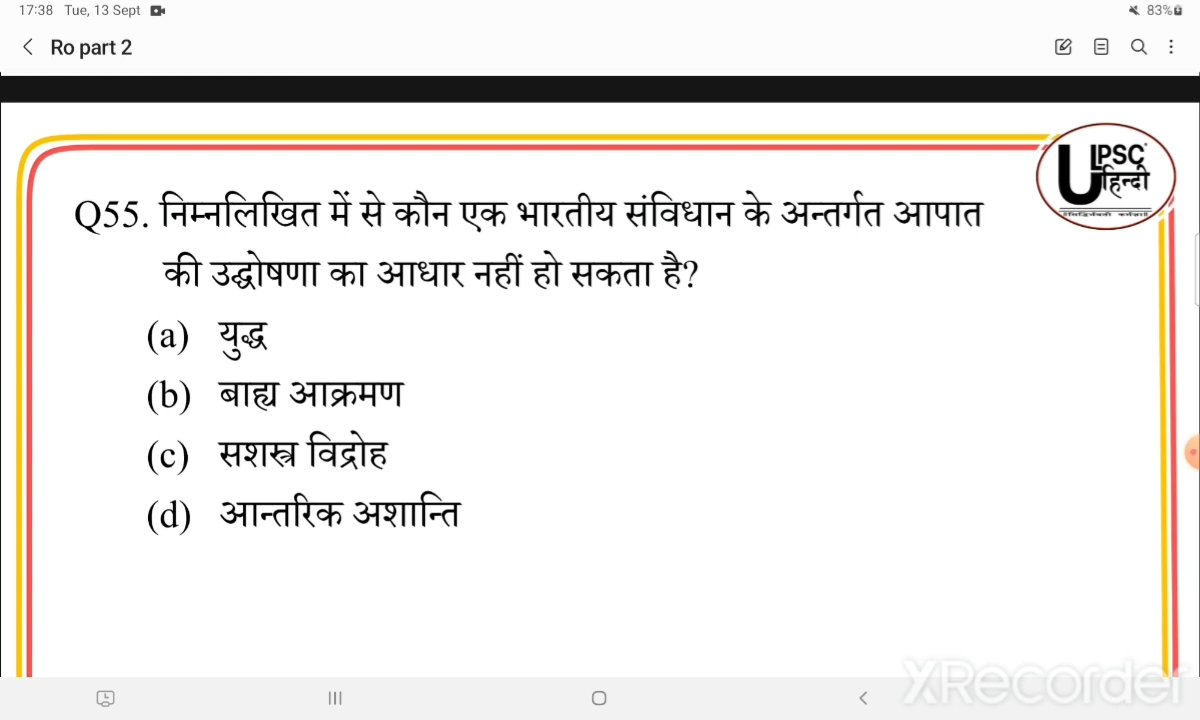 17:38 Tue, 13 Sept 83%
Ro part 2
UPSC
हिन्दी
Q55. निम्नलिखित में से कौन एक भारतीय संविधान के अन्तर्गत आपात
की उद्घोषणा का आधार नहीं हो सकता है?
(a) युद्ध
(b) बाह्य आक्रमण
(c) सशस्त्र विद्रोह
(d) आन्तरिक अशान्ति
XRecorder